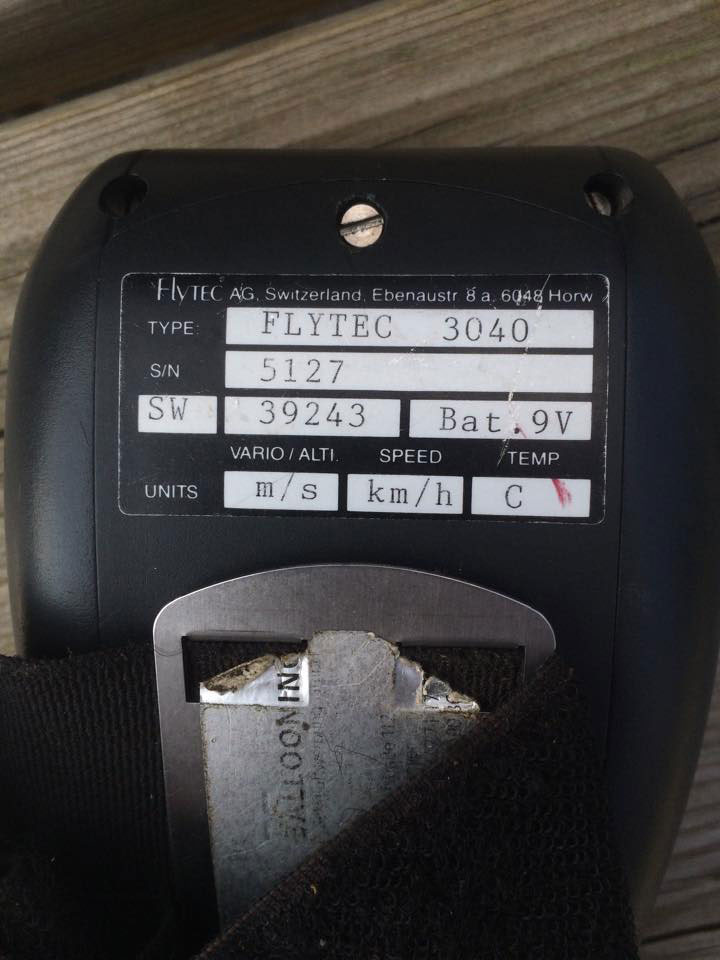 Flytec AG, Switzerland, Ebenaustr 8 a, 6048 Horw
TYPE: FLYTEC 3040
S/N 5127
SW 39243 Bat.9V
VARIO / ALTI. SPEED TEMP
UNITS m/s km/h C
BALLOONING